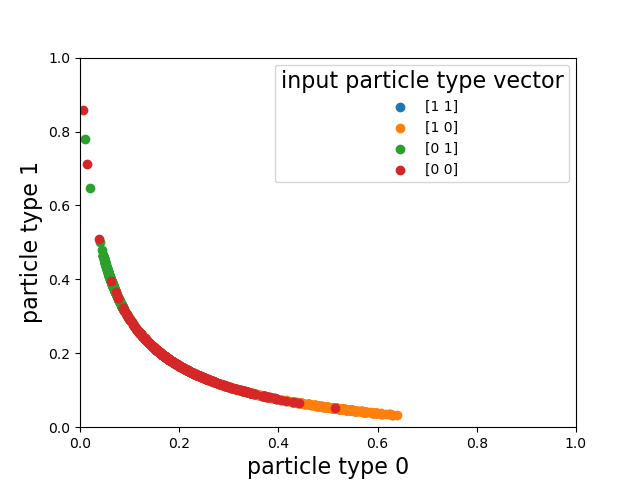 input particle type vector
[1 1]
[1 0]
[0 1]
[0 0]
1.0
0.8
0.6
0.4
0.2
0.0
particle type 1
0.0 0.2 0.4 0.6 0.8 1.0
particle type 0